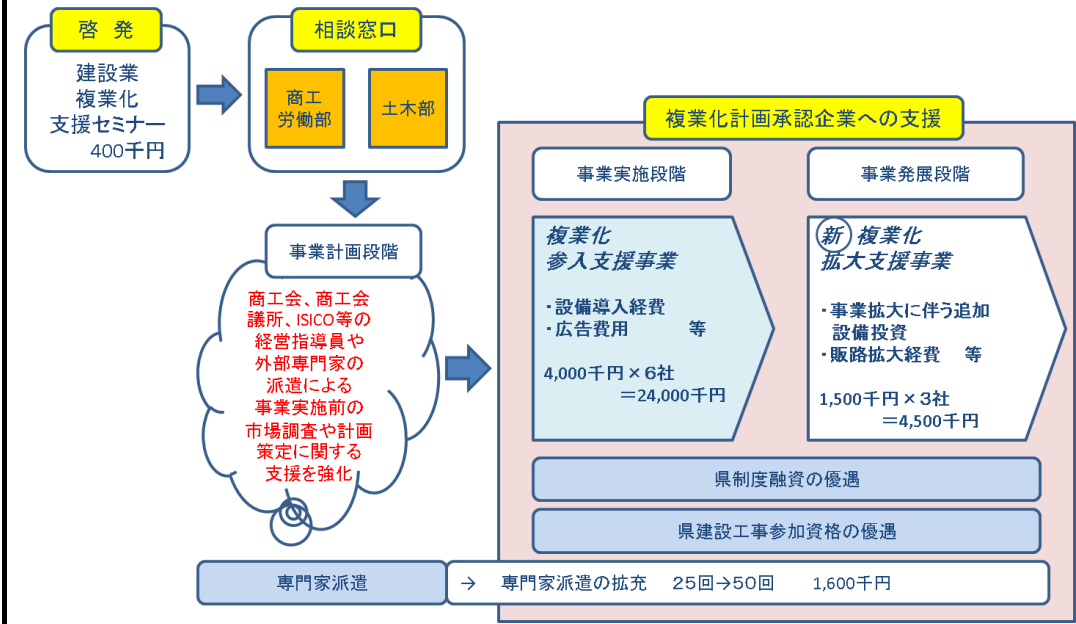 啓 発
建設業
複業化
支援セミナー
400千円
相談窓口
商工
労働部
土木部
事業計画段階
商工会、商工会
議所、ISICO等の
経営指導員や
外部専門家の
派遣による
事業実施前の
市場調査や計画
策定に関する
支援を強化
複業化計画承認企業への支援
事業実施段階
複業化
参入支援事業
・設備導入経費
・広告費用 等
4,000千円×6社
＝24,000千円
事業発展段階
新 複業化
拡大支援事業
・事業拡大に伴う追加
設備投資
・販路拡大経費 等
1,500千円×3社
＝4,500千円
県制度融資の優遇
県建設工事参加資格の優遇
専門家派遣
→ 専門家派遣の拡充 25回→50回 1,600千円